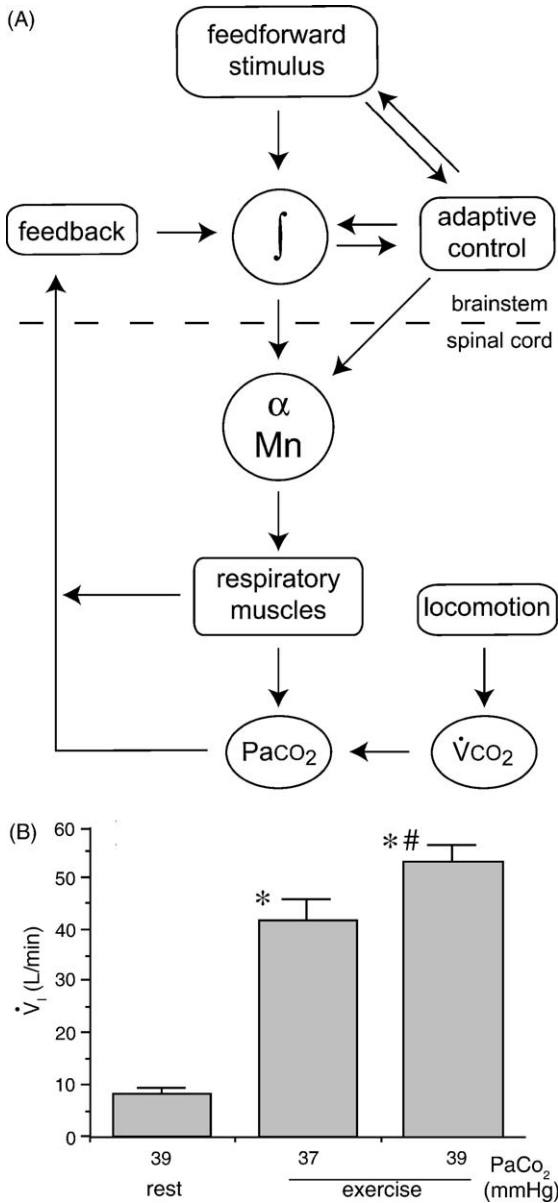 (A)
feedforward
stimulus
feedback
∫
adaptive
control
brainstem
spinal cord
α
Mn
respiratory
muscles
locomotion
PaCO₂
V̇CO₂
(B)
60
50
40
30
20
10
0
V̇I (L/min)
*
*#
39
37
39
PaCo₂
(mmHg)
rest
exercise